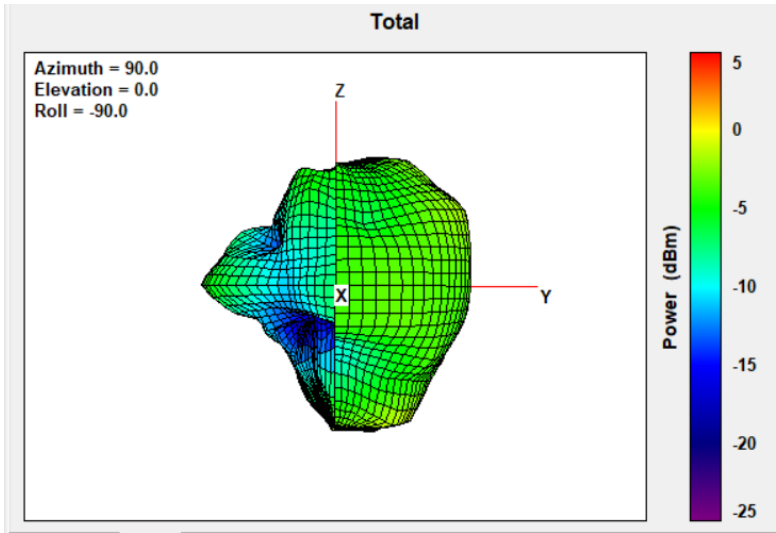 Total
Azimuth = 90.0
Elevation = 0.0
Roll = -90.0
Z
X
Y
5
0
-5
-10
-15
-20
-25
Power (dBm)